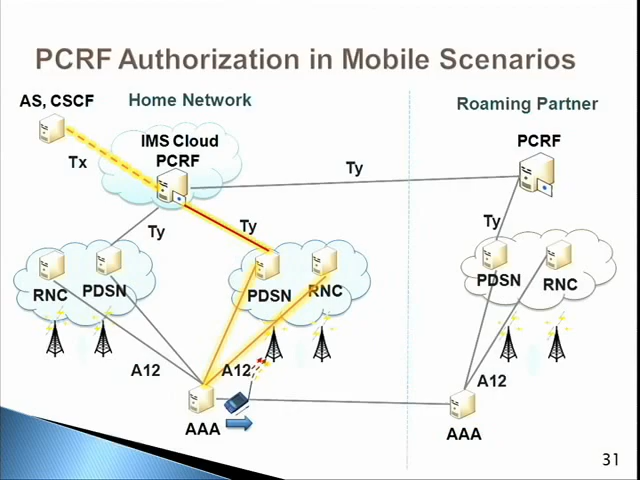 PCRF Authorization in Mobile Scenarios
AS, CSCF
Home Network
Roaming Partner
IMS Cloud
PCRF
PCRF
Tx
Ty
Ty
Ty
Ty
RNC
PDSN
PDSN
RNC
PDSN
RNC
A12
A12
A12
AAA
AAA
31